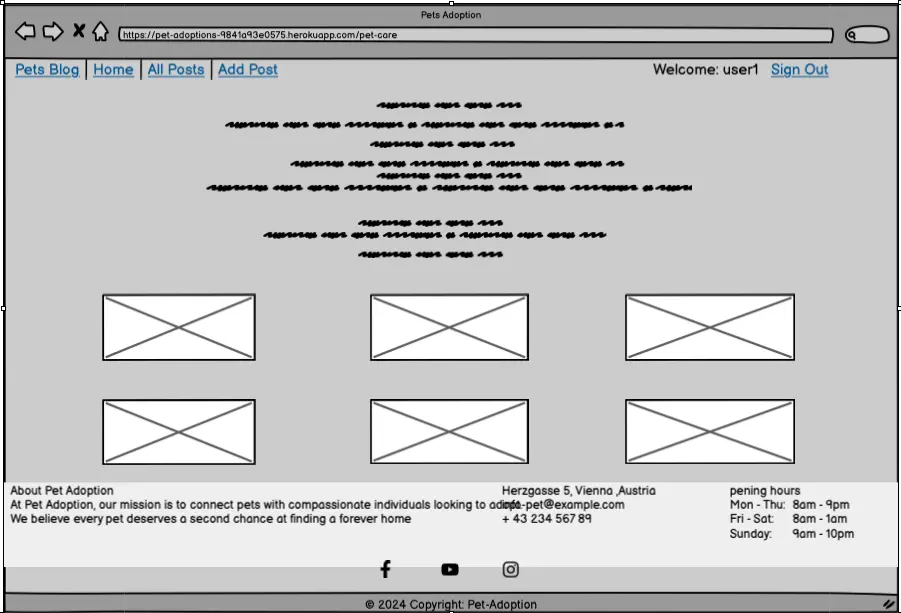 Pets Adoption
https://pet-adoptions-9841a93e0575.herokuapp.com/pet-care
Pets Blog Home All Posts Add Post Welcome: user1 Sign Out
About Pet Adoption
At Pet Adoption, our mission is to connect pets with compassionate individuals looking to
We believe every pet deserves a second chance at finding a forever home
Herzgasse 5, Vienna ,Austria
-pet@example.com
+ 43 234 567 89
pening hours
Mon - Thu: 8am - 9pm
Fri - Sat: 8am - 1am
Sunday: 9am - 10pm
© 2024 Copyright: Pet-Adoption